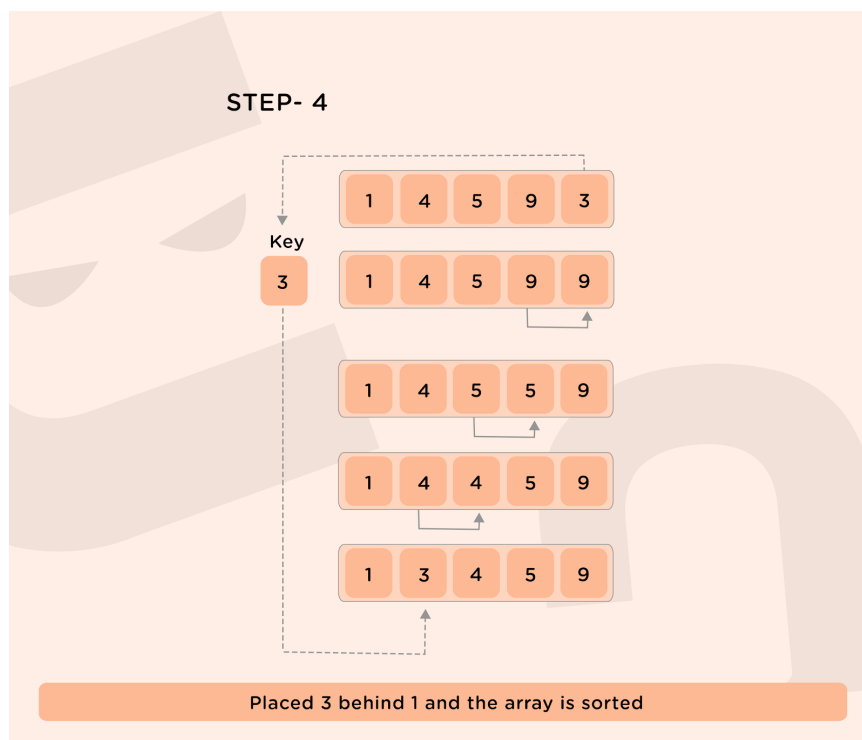 STEP- 4
1 4 5 9 3
Key
3
1 4 5 9 9
1 4 5 5 9
1 4 4 5 9
1 3 4 5 9
Placed 3 behind 1 and the array is sorted